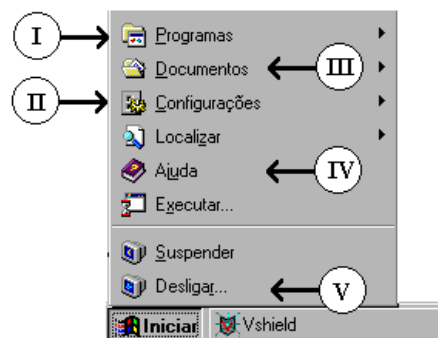 I Programas
Documentos III
II Configurações
Localizar
Ajuda IV
Executar...
Suspender
Desligar... V
Iniciar Vshield